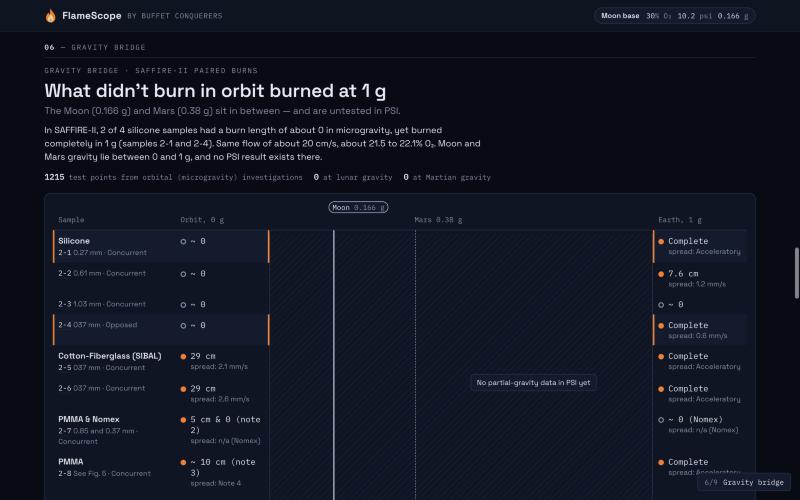 FlameScope BY BUFFET CONQUERORS
Moon base 30% O₂ 10.2 psi 0.166 g
06 — GRAVITY BRIDGE
GRAVITY BRIDGE · SAFFIRE-II PAIRED BURNS
What didn't burn in orbit burned at 1 g
The Moon (0.166 g) and Mars (0.38 g) sit in between — and are untested in PSI.
In SAFFIRE-II, 2 of 4 silicone samples had a burn length of about 0 in microgravity, yet burned
completely in 1 g (samples 2-1 and 2-4). Same flow of about 20 cm/s, about 21.5 to 22.1% O₂. Moon and
Mars gravity lie between 0 and 1 g, and no PSI result exists there.
1215 test points from orbital (microgravity) investigations 0 at lunar gravity 0 at Martian gravity
Moon 0.166 g
Sample Orbit, 0 g Mars 0.38 g Earth, 1 g
Silicone ~ 0 Complete
2-1 0.27 mm · Concurrent spread: Acceleratory
2-2 0.61 mm · Concurrent ~ 0 7.6 cm
spread: 1.2 mm/s
2-3 1.03 mm · Concurrent ~ 0 ~ 0
2-4 037 mm · Opposed ~ 0 Complete
spread: 0.6 mm/s
Cotton-Fiberglass (SIBAL) 29 cm Complete
2-5 037 mm · Concurrent spread: 2.1 mm/s spread: Acceleratory
2-6 037 mm · Concurrent 29 cm Complete
spread: 2.6 mm/s spread: Acceleratory
No partial-gravity data in PSI yet
PMMA & Nomex 5 cm & 0 (note ~ 0 (Nomex)
2-7 0.85 and 0.37 mm · 2) spread: n/a (Nomex)
Concurrent spread: n/a (Nomex)
PMMA ~ 10 cm (note Complete
2-8 See Fig. 5 · Concurrent 3) spread: Acceleratory
spread: Note 4
6/9 Gravity bridge